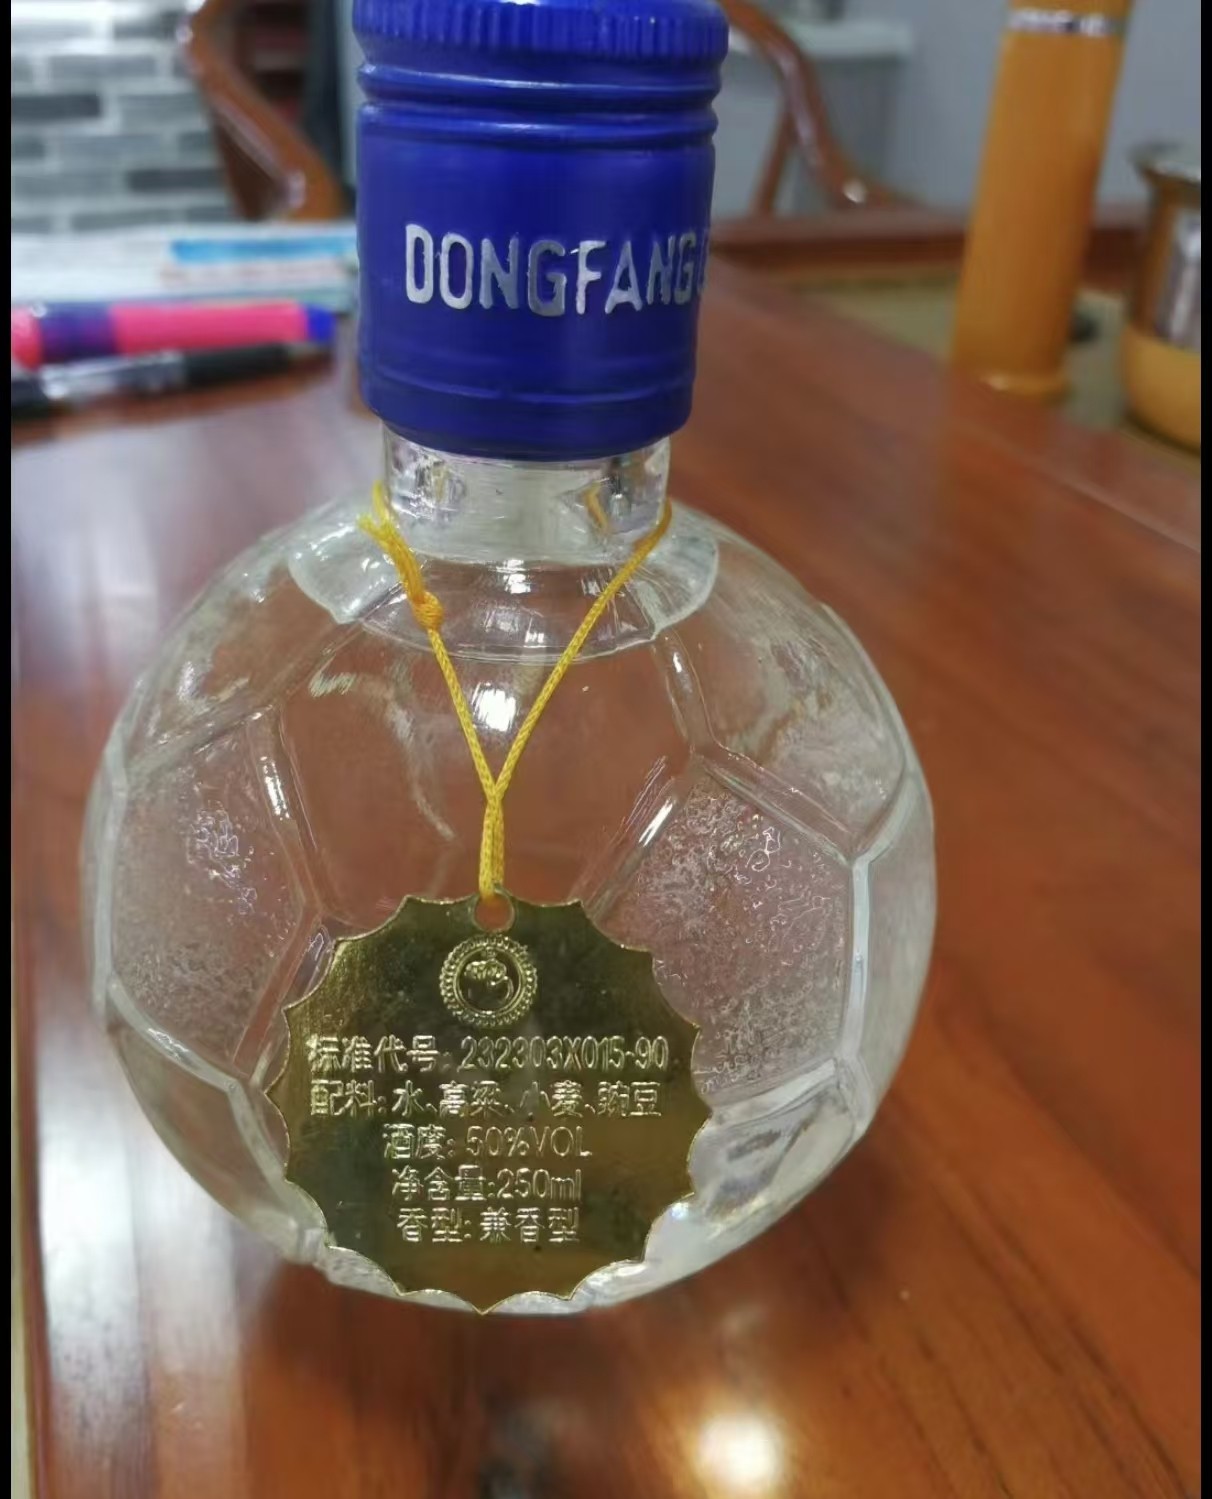 DONGFANG
标准代号: 232303X015-90
配料: 水、高粱、小麦、豌豆
酒度: 50%VOL
净含量:250ml
香型: 兼香型